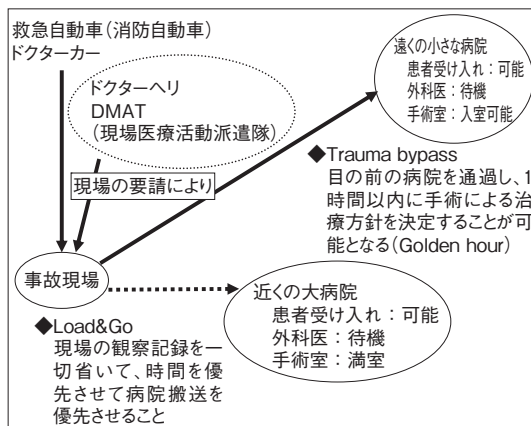 救急自動車（消防自動車）
ドクターカー
ドクターヘリ
DMAT
（現場医療活動派遣隊）
現場の要請により
遠くの小さな病院
患者受け入れ：可能
外科医：待機
手術室：入室可能
◆Trauma bypass
目の前の病院を通過し、1
時間以内に手術による治
療方針を決定することが可
能となる（Golden hour）
事故現場
◆Load&Go
現場の観察記録を一
切省いて、時間を優
先させて病院搬送を
優先させること
近くの大病院
患者受け入れ：可能
外科医：待機
手術室：満室